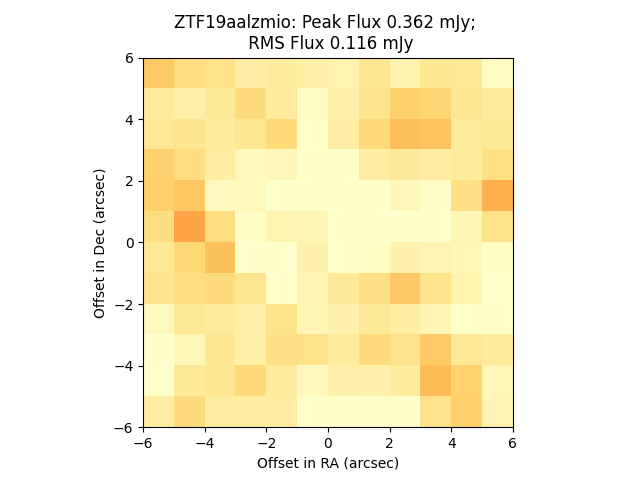 ZTF19aalzmio: Peak Flux 0.362 mJy;
RMS Flux 0.116 mJy
6
4
2
0
−2
−4
−6
Offset in Dec (arcsec)
−6 −4 −2 0 2 4 6
Offset in RA (arcsec)